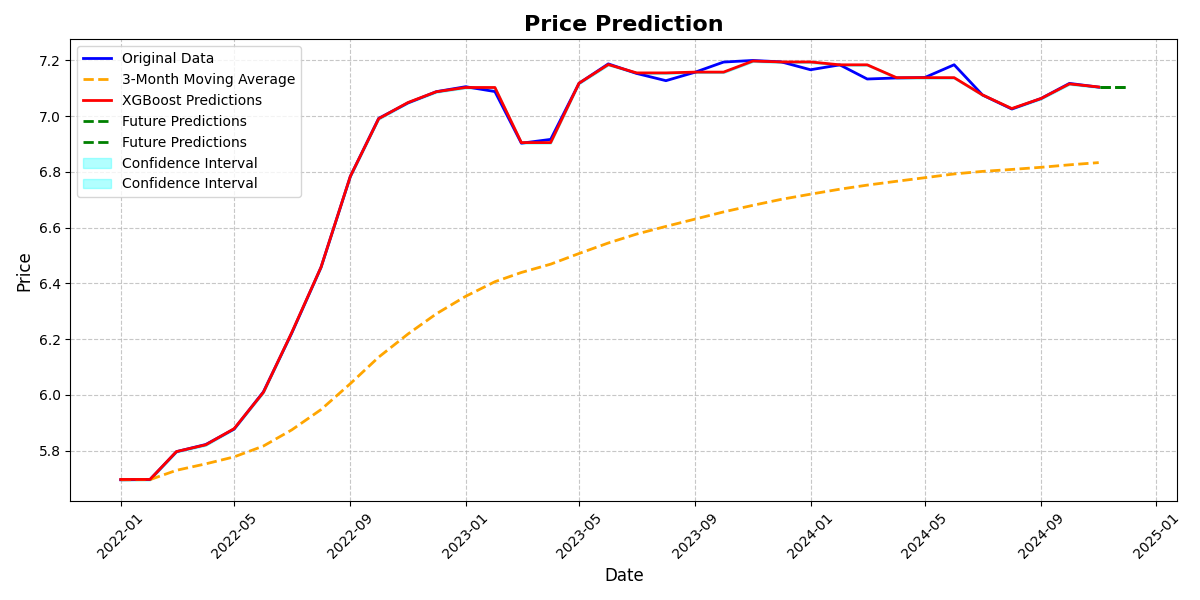 Price Prediction
Original Data
3-Month Moving Average
XGBoost Predictions
Future Predictions
Future Predictions
Confidence Interval
Confidence Interval
Price
7.2
7.0
6.8
6.6
6.4
6.2
6.0
5.8
2022-01
2022-05
2022-09
2023-01
2023-05
2023-09
2024-01
2024-05
2024-09
2025-01
Date